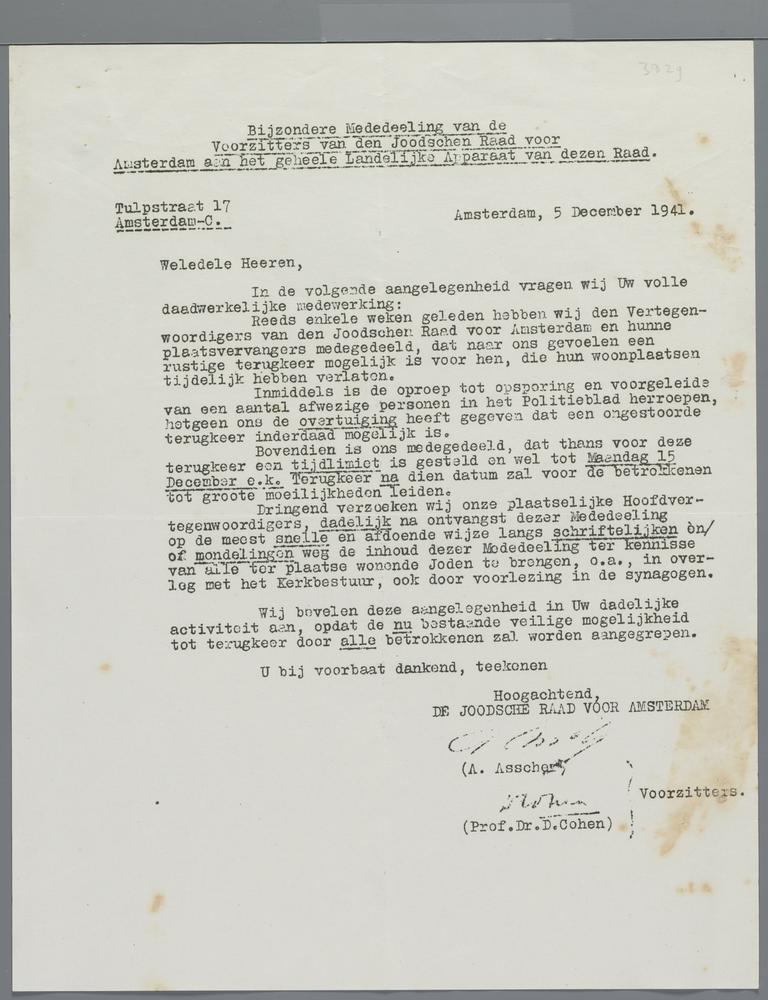 3929
Bijzondere Mededeeling van de
Voorzitters van den Joodschen Raad voor
Amsterdam aan het geheele Landelijke Apparaat van dezen Raad.
Tulpstraat 17
Amsterdam-C.
Amsterdam, 5 December 1941.
Weledele Heeren,
In de volgende aangelegenheid vragen wij Uw volle
daadwerkelijke medewerking:
Reeds enkele weken geleden hebben wij den Vertegen-
woordigers van den Joodschen Raad voor Amsterdam en hunne
plaatsvervangers medegedeeld, dat naar ons gevoelen een
rustige terugkeer mogelijk is voor hen, die hun woonplaatsen
tijdelijk hebben verlaten.
Inmiddels is de oproep tot opsporing en voorgeleide
van een aantal afwezige personen in het Politieblad herroepen,
hetgeen ons de overtuiging heeft gegeven dat een ongestoorde
terugkeer inderdaad mogelijk is.
Bovendien is ons medegedeeld, dat thans voor deze
terugkeer een tijdlimiet is gesteld en wel tot Maandag 15
December e.k. Terugkeer na dien datum zal voor de betrokkenen
tot groote moeilijkheden leiden.
Dringend verzoeken wij onze plaatselijke Hoofdver-
tegenwoordigers, dadelijk na ontvangst dezer Mededeeling
op de meest snelle en afdoende wijze langs schriftelijken èn/
of mondelingen weg de inhoud dezer Mededeeling ter kennisse
van alle ter plaatse wonende Joden te brengen, o.a., in over-
leg met het Kerkbestuur, ook door voorlezing in de synagogen.
Wij bevelen deze aangelegenheid in Uw dadelijke
activiteit aan, opdat de nu bestaande veilige mogelijkheid
tot terugkeer door alle betrokkenen zal worden aangegrepen.
U bij voorbaat dankend, teekenen
Hoogachtend,
DE JOODSCHE RAAD VOOR AMSTERDAM
(A. Asscher)
Voorzitters.
(Prof.Dr.D.Cohen)